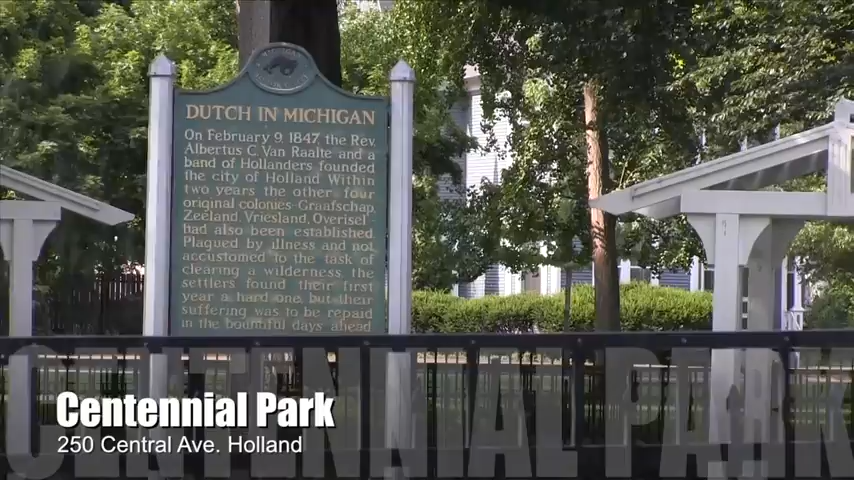 DUTCH IN MICHIGAN
On February 9, 1847, the Rev.
Albertus C. Van Raalte and a
band of Hollanders founded
the city of Holland. Within
two years the other four
original colonies-Graafschap,
Zeeland, Vriesland, Overisel-
had also been established.
Plaqued by illness and not
accustomed to the task of
clearing a wilderness, the
settlers found their first
year a hard one, but their
suffering was to be repaid
in the bountiful days ahead.
CENTENNIAL PARK
Centennial Park
250 Central Ave. Holland